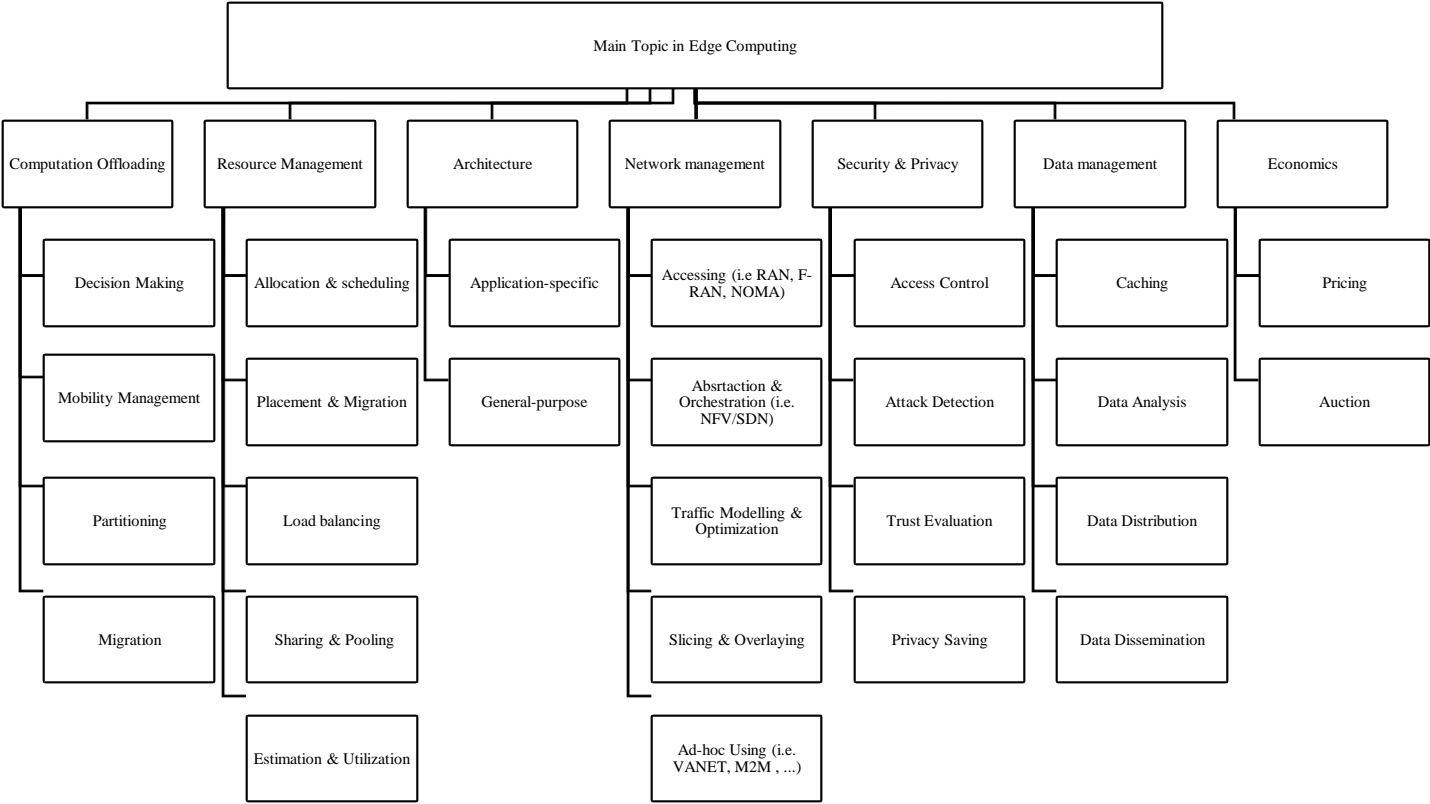 Main Topic in Edge Computing
Computation Offloading
Resource Management
Architecture
Network management
Security & Privacy
Data management
Economics
Decision Making
Allocation & scheduling
Application-specific
Accessing (i.e RAN, F-
RAN, NOMA)
Access Control
Caching
Pricing
Mobility Management
Placement & Migration
General-purpose
Absrtaction &
Orchestration (i.e.
NFV/SDN)
Attack Detection
Data Analysis
Auction
Partitioning
Load balancing
Traffic Modelling &
Optimization
Trust Evaluation
Data Distribution
Migration
Sharing & Pooling
Slicing & Overlaying
Privacy Saving
Data Dissemination
Estimation & Utilization
Ad-hoc Using (i.e.
VANET, M2M , ...)